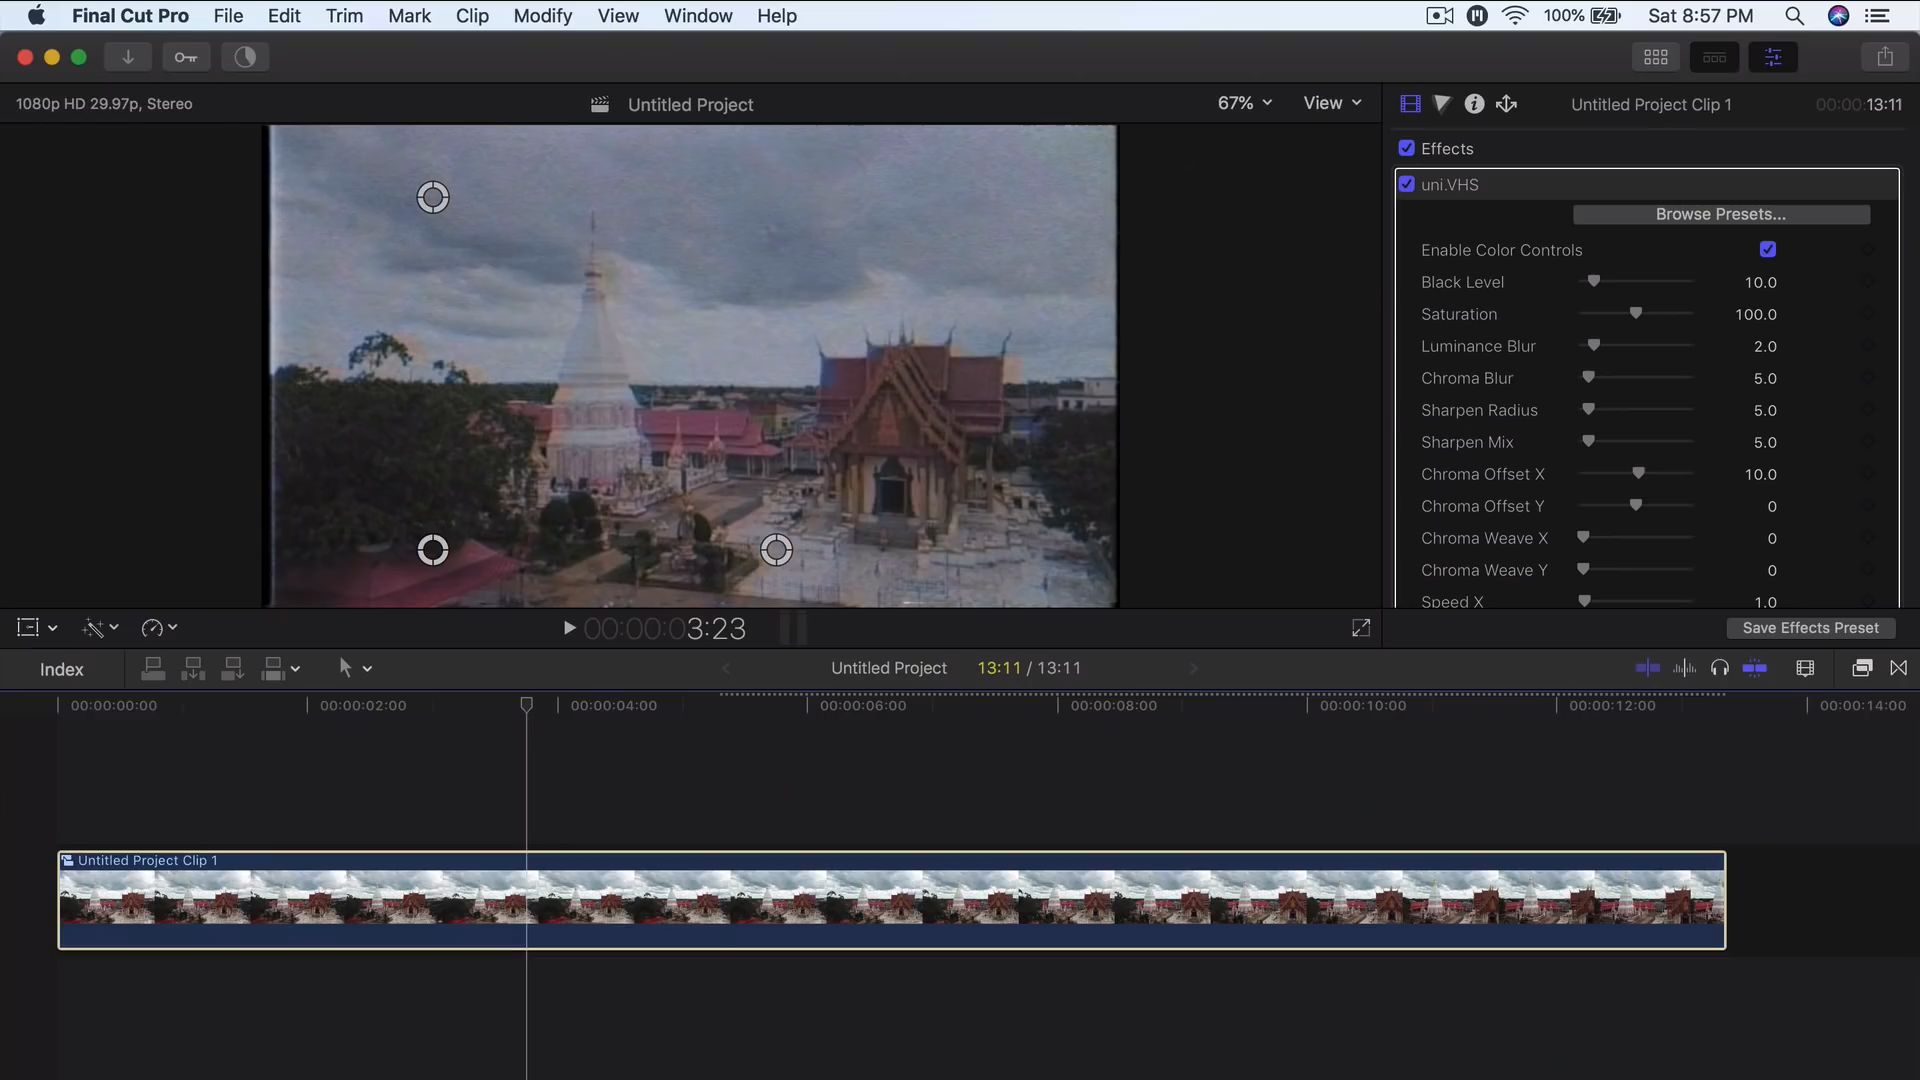 Final Cut Pro File Edit Trim Mark Clip Modify View Window Help 100% Sat 8:57 PM
1080p HD 29.97p, Stereo Untitled Project 67% View Untitled Project Clip 1 00:00:13:11
Effects
uni.VHS
Browse Presets...
Enable Color Controls
Black Level 10.0
Saturation 100.0
Luminance Blur 2.0
Chroma Blur 5.0
Sharpen Radius 5.0
Sharpen Mix 5.0
Chroma Offset X 10.0
Chroma Offset Y 0
Chroma Weave X 0
Chroma Weave Y 0
Speed X 1.0
00:00:03:23 Save Effects Preset
Index Untitled Project 13:11 / 13:11
00:00:00:00 00:00:02:00 00:00:04:00 00:00:06:00 00:00:08:00 00:00:10:00 00:00:12:00 00:00:14:00
Untitled Project Clip 1